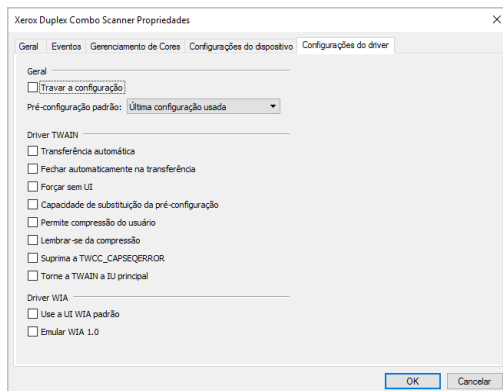 Xerox Duplex Combo Scanner Propriedades
Geral Eventos Gerenciamento de Cores Configurações do dispositivo Configurações do driver
Geral
Travar a configuração
Pré-configuração padrão: Última configuração usada
Driver TWAIN
Transferência automática
Fechar automaticamente na transferência
Forçar sem UI
Capacidade de substituição da pré-configuração
Permite compressão do usuário
Lembrar-se da compressão
Suprima a TWCC_CAPSEQERROR
Torne a TWAIN a IU principal
Driver WIA
Use a UI WIA padrão
Emular WIA 1.0
OK Cancelar